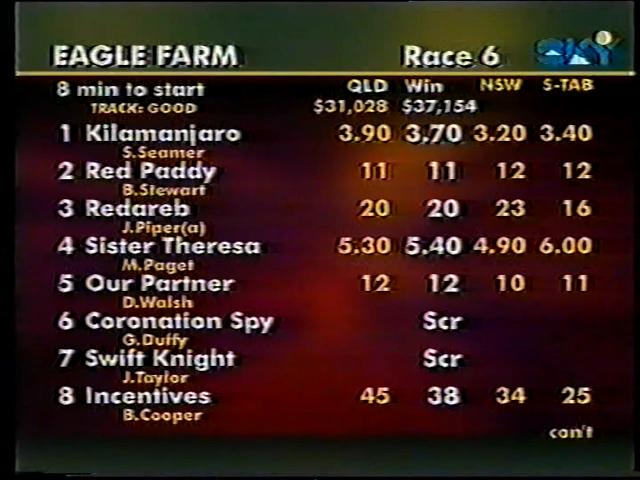 EAGLE FARM Race 6 SKY
8 min to start QLD Win NSW S-TAB
TRACK: GOOD $31,028 $37,154
1 Kilamanjaro 3.90 3.70 3.20 3.40
S.Seamer
2 Red Paddy 11 11 12 12
B.Stewart
3 Redareb 20 20 23 16
J.Piper(a)
4 Sister Theresa 5.30 5.40 4.90 6.00
M.Paget
5 Our Partner 12 12 10 11
D.Walsh
6 Coronation Spy Scr
G.Duffy
7 Swift Knight Scr
J.Taylor
8 Incentives 45 38 34 25
B.Cooper
con't